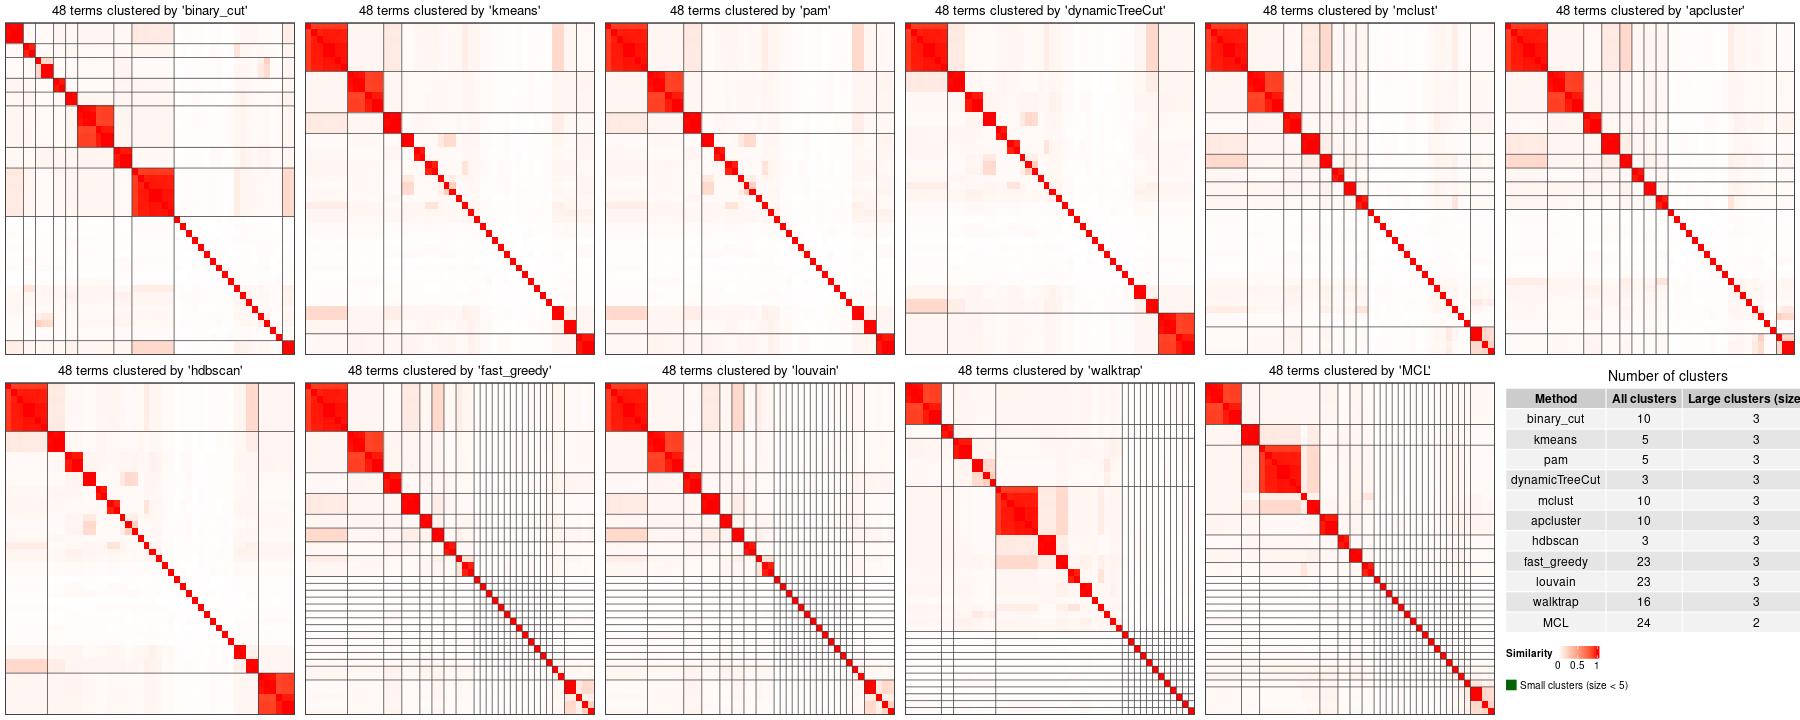 48 terms clustered by 'binary_cut'
48 terms clustered by 'kmeans'
48 terms clustered by 'pam'
48 terms clustered by 'dynamicTreeCut'
48 terms clustered by 'mclust'
48 terms clustered by 'apcluster'
48 terms clustered by 'hdbscan'
48 terms clustered by 'fast_greedy'
48 terms clustered by 'louvain'
48 terms clustered by 'walktrap'
48 terms clustered by 'MCL'
Number of clusters
Method All clusters Large clusters (size
binary_cut 10 3
kmeans 5 3
pam 5 3
dynamicTreeCut 3 3
mclust 10 3
apcluster 10 3
hdbscan 3 3
fast_greedy 23 3
louvain 23 3
walktrap 16 3
MCL 24 2
Similarity
0 0.5 1
Small clusters (size < 5)